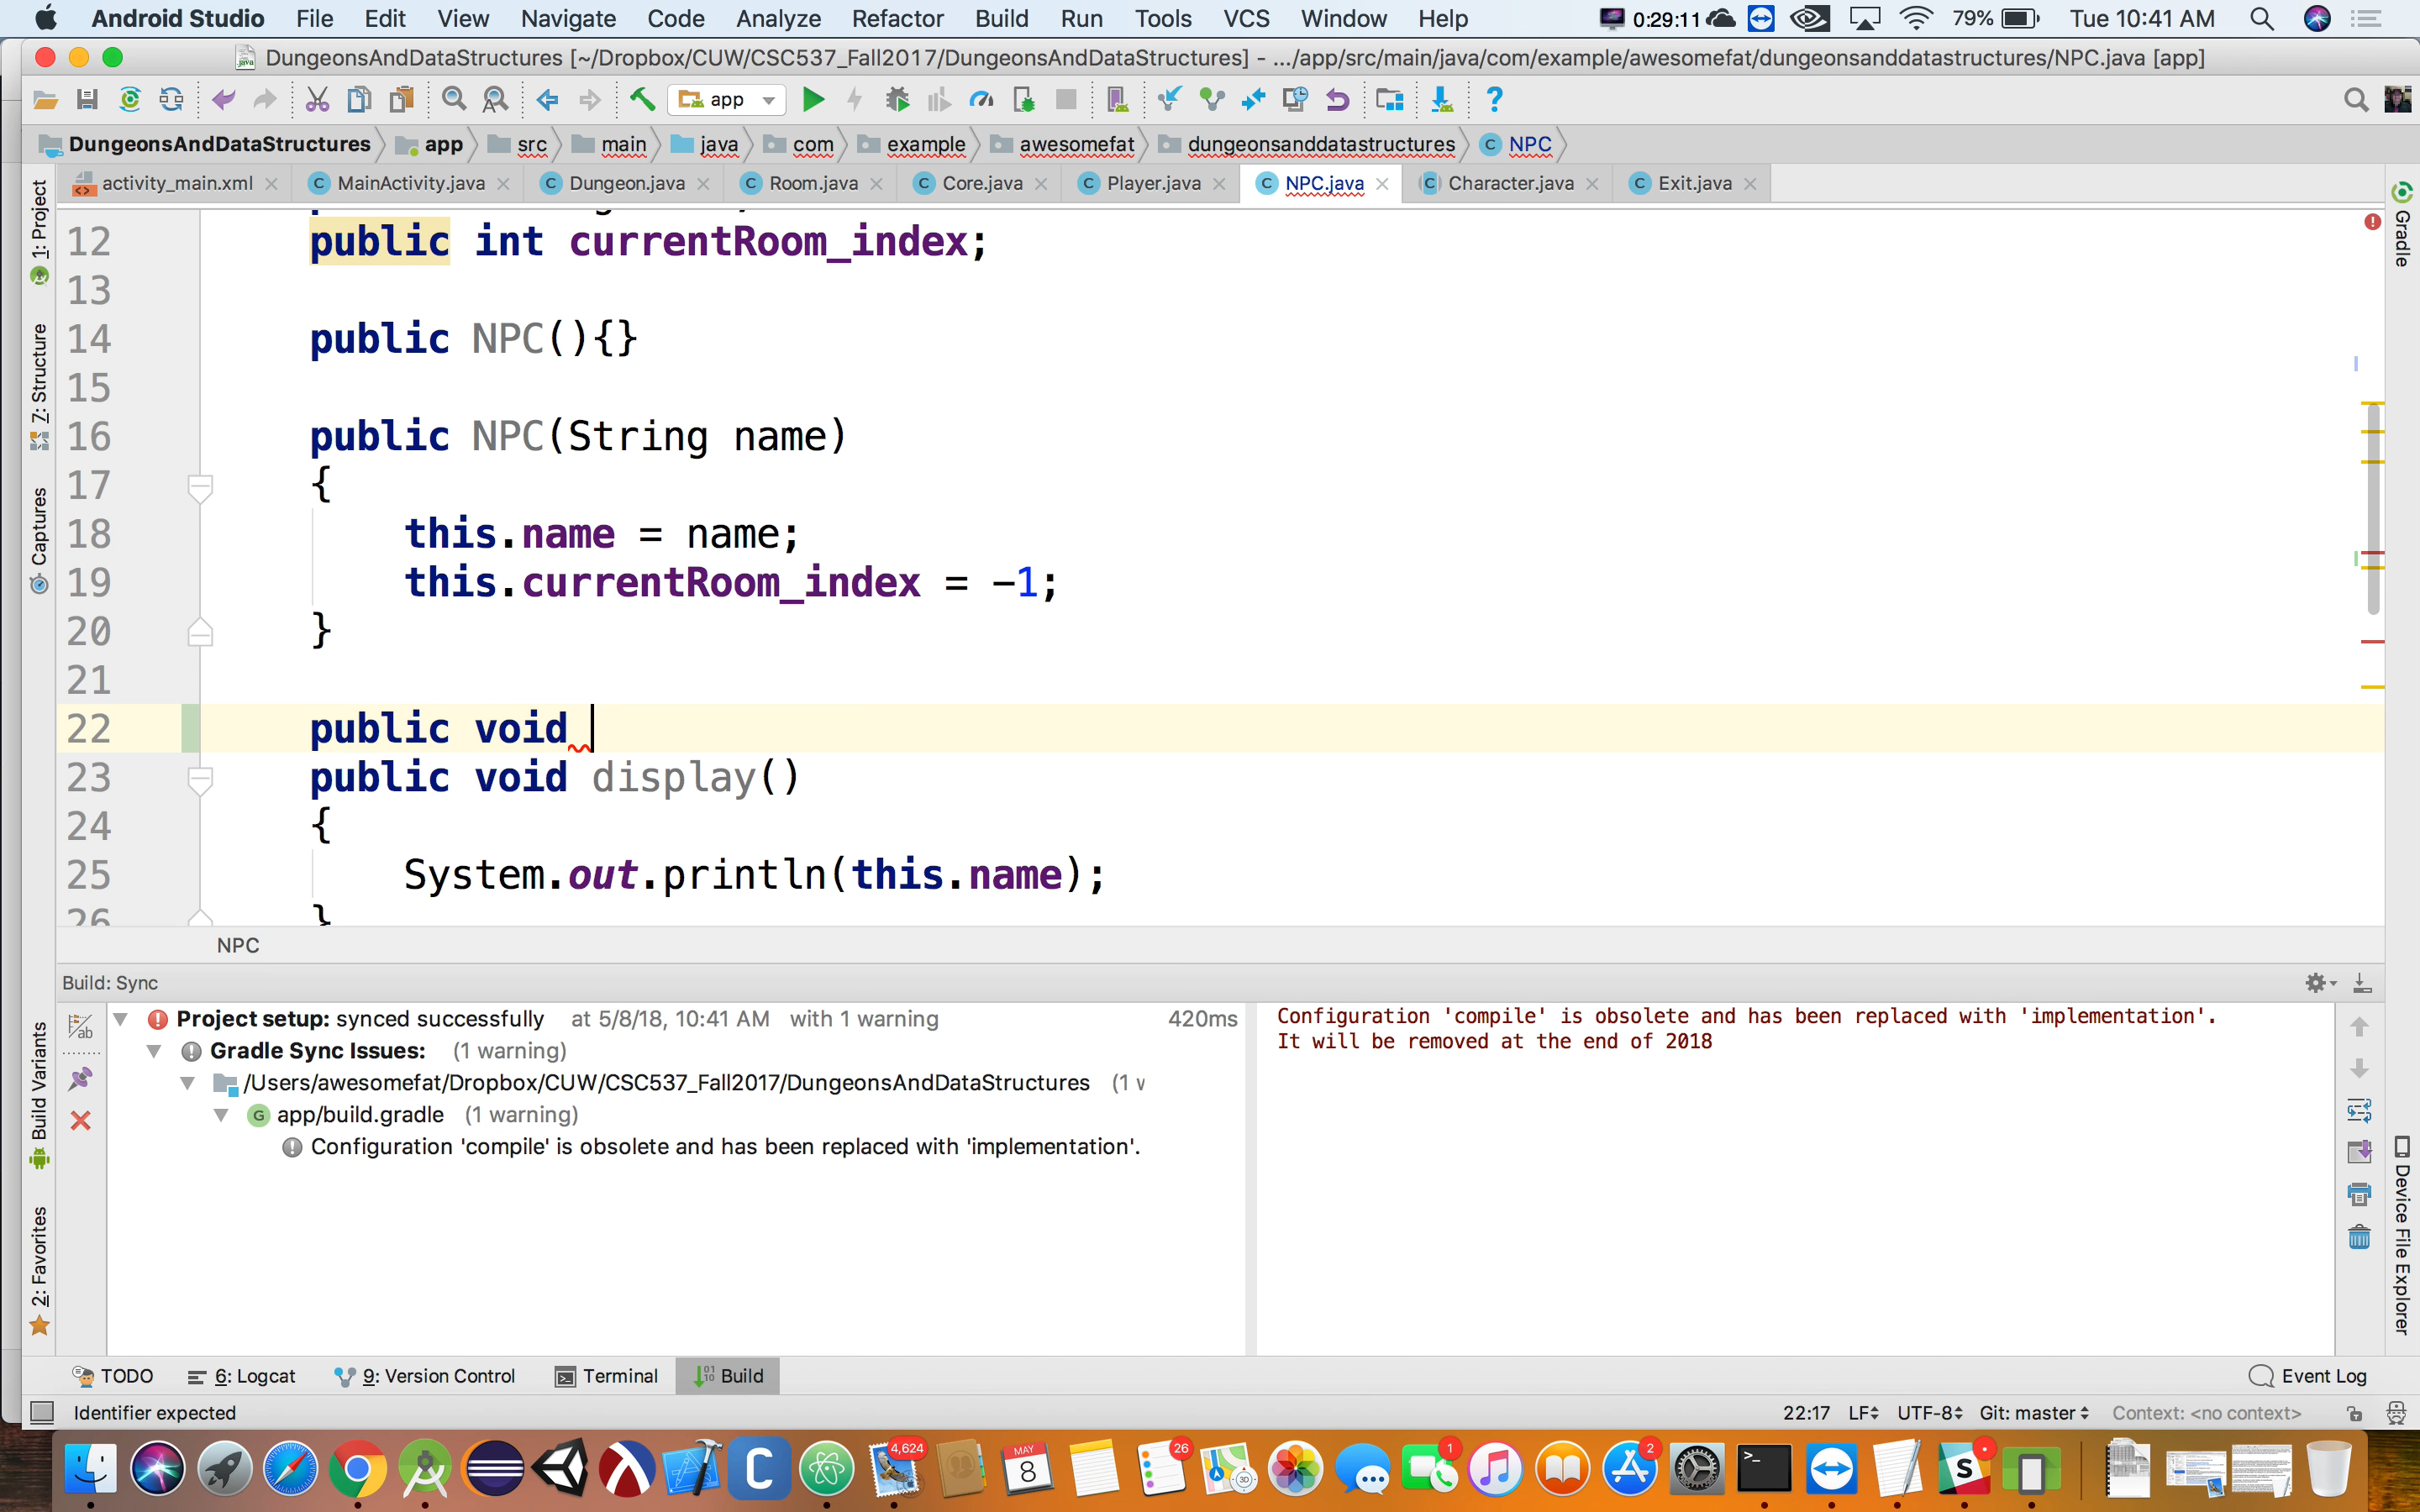 Android Studio File Edit View Navigate Code Analyze Refactor Build Run Tools VCS Window Help 0:29:11 79% Tue 10:41 AM
DungeonsAndDataStructures [~/Dropbox/CUW/CSC537_Fall2017/DungeonsAndDataStructures] - .../app/src/main/java/com/example/awesomefat/dungeonsanddatastructures/NPC.java [app]
app
DungeonsAndDataStructures app src main java com example awesomefat dungeonsanddatastructures NPC
activity_main.xml MainActivity.java Dungeon.java Room.java Core.java Player.java NPC.java Character.java Exit.java
1: Project
7: Structure
Captures
Build Variants
2: Favorites
Gradle
Device File Explorer
12 public int currentRoom_index;
13
14 public NPC(){}
15
16 public NPC(String name)
17 {
18 this.name = name;
19 this.currentRoom_index = -1;
20 }
21
22 public void
23 public void display()
24 {
25 System.out.println(this.name);
26 }
NPC
Build: Sync
Project setup: synced successfully at 5/8/18, 10:41 AM with 1 warning 420ms
Gradle Sync Issues: (1 warning)
/Users/awesomefat/Dropbox/CUW/CSC537_Fall2017/DungeonsAndDataStructures (1
app/build.gradle (1 warning)
Configuration 'compile' is obsolete and has been replaced with 'implementation'.
Configuration 'compile' is obsolete and has been replaced with 'implementation'.
It will be removed at the end of 2018
TODO 6: Logcat 9: Version Control Terminal Build Event Log
Identifier expected 22:17 LF UTF-8 Git: master Context: <no context>
4,624 MAY 8 26 3D 1 2